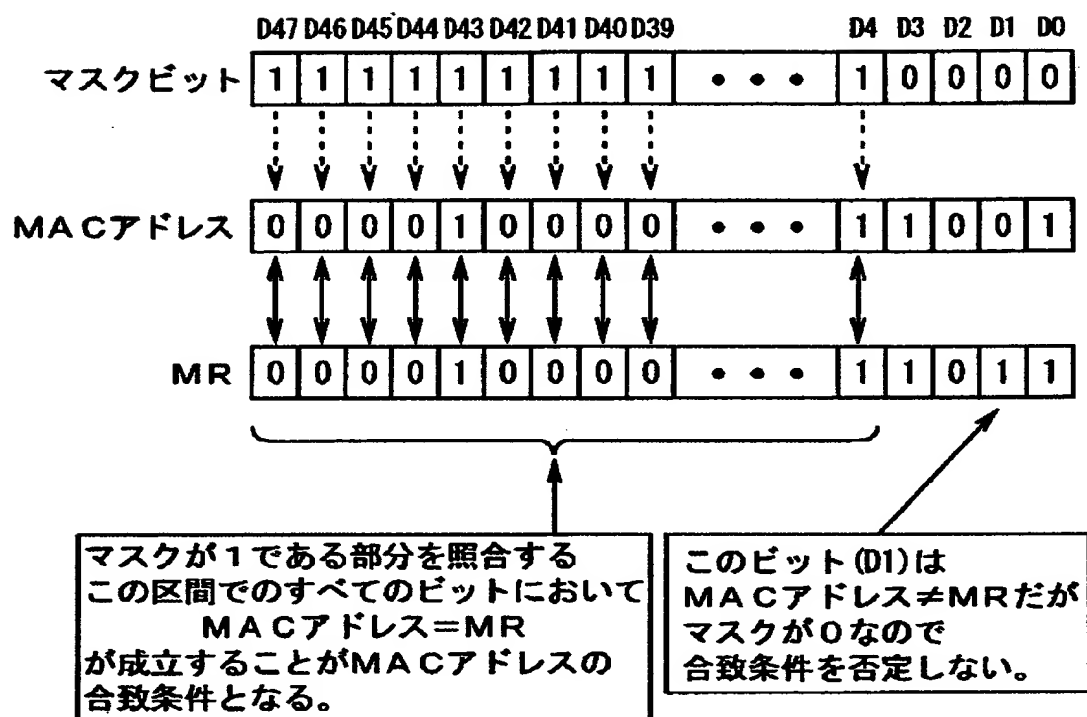 D47 D46 D45 D44 D43 D42 D41 D40 D39 D4 D3 D2 D1 D0
マスクビット 1 1 1 1 1 1 1 1 1 ・・・ 1 0 0 0 0
MACアドレス 0 0 0 0 1 0 0 0 0 ・・・ 1 1 0 0 1
MR 0 0 0 0 1 0 0 0 0 ・・・ 1 1 0 1 1
マスクが1である部分を照合する
この区間でのすべてのビットにおいて
MACアドレス=MR
が成立することがMACアドレスの
合致条件となる。
このビット(D1)は
MACアドレス≠MRだが
マスクが0なので
合致条件を否定しない。